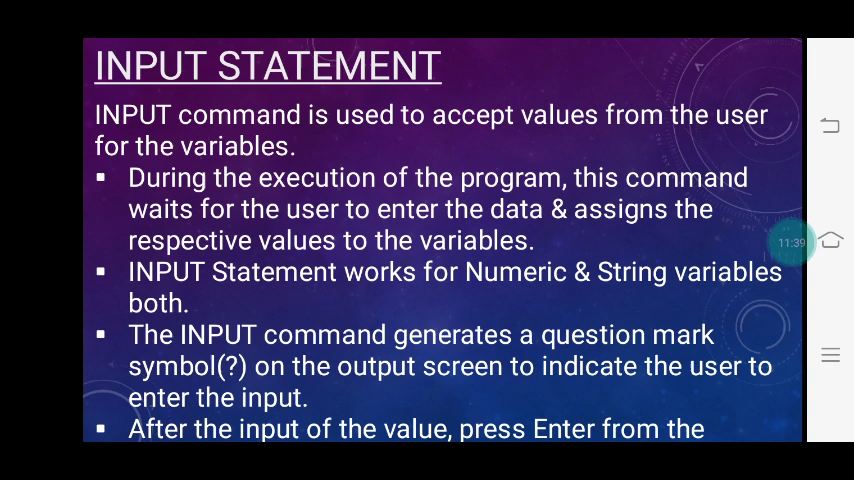 INPUT STATEMENT
INPUT command is used to accept values from the user
for the variables.
▪ During the execution of the program, this command
waits for the user to enter the data & assigns the
respective values to the variables.
▪ INPUT Statement works for Numeric & String variables
both.
▪ The INPUT command generates a question mark
symbol(?) on the output screen to indicate the user to
enter the input.
▪ After the input of the value, press Enter from the
11:39